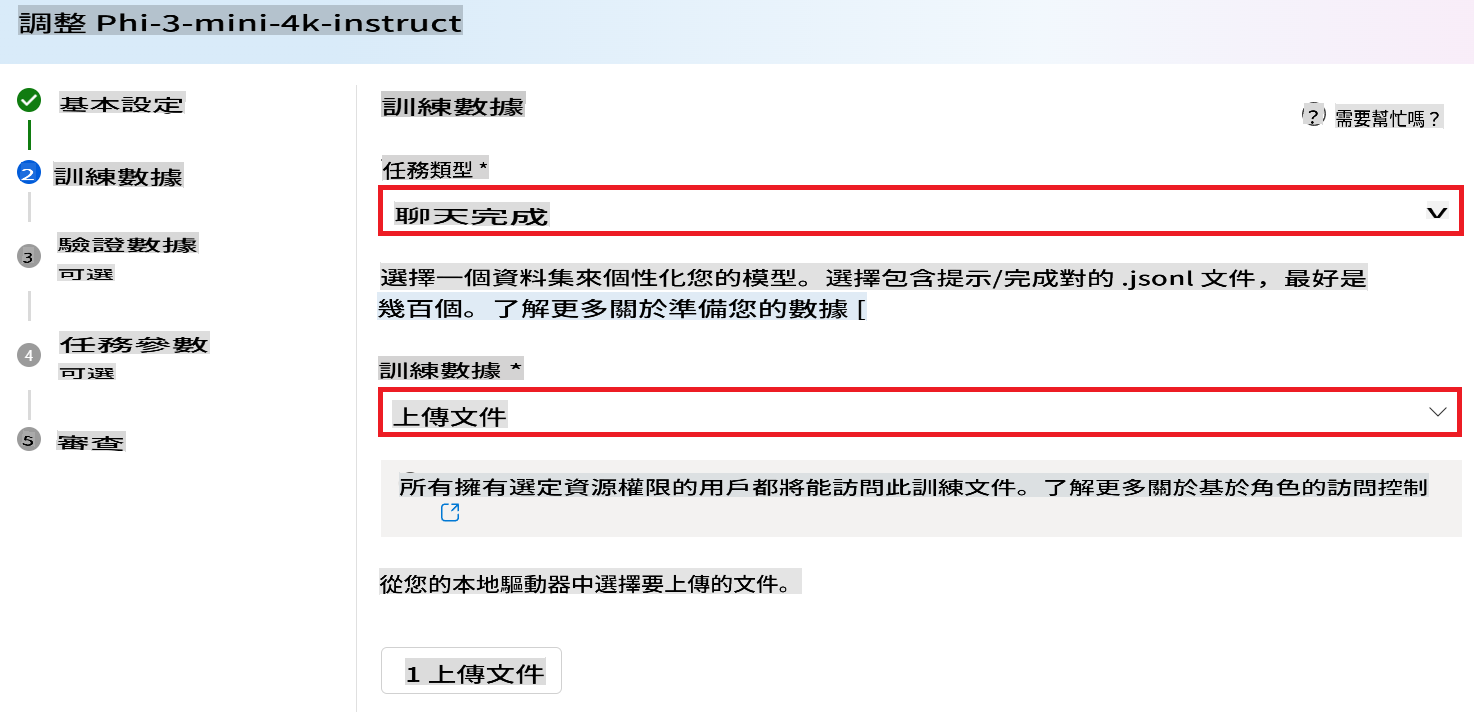 調整 Phi-3-mini-4k-instruct
基本設定
2
訓練數據
3
驗證數據
可選
4
任務參數
可選
5
審查
訓練數據
? 需要幫忙嗎？
任務類型 *
聊天完成
選擇一個資料集來個性化您的模型。選擇包含提示/完成對的 .jsonl 文件，最好是
幾百個。了解更多關於準備您的數據 [
訓練數據 *
上傳文件
所有擁有選定資源權限的用戶都將能訪問此訓練文件。了解更多關於基於角色的訪問控制
從您的本地驅動器中選擇要上傳的文件。
1 上傳文件